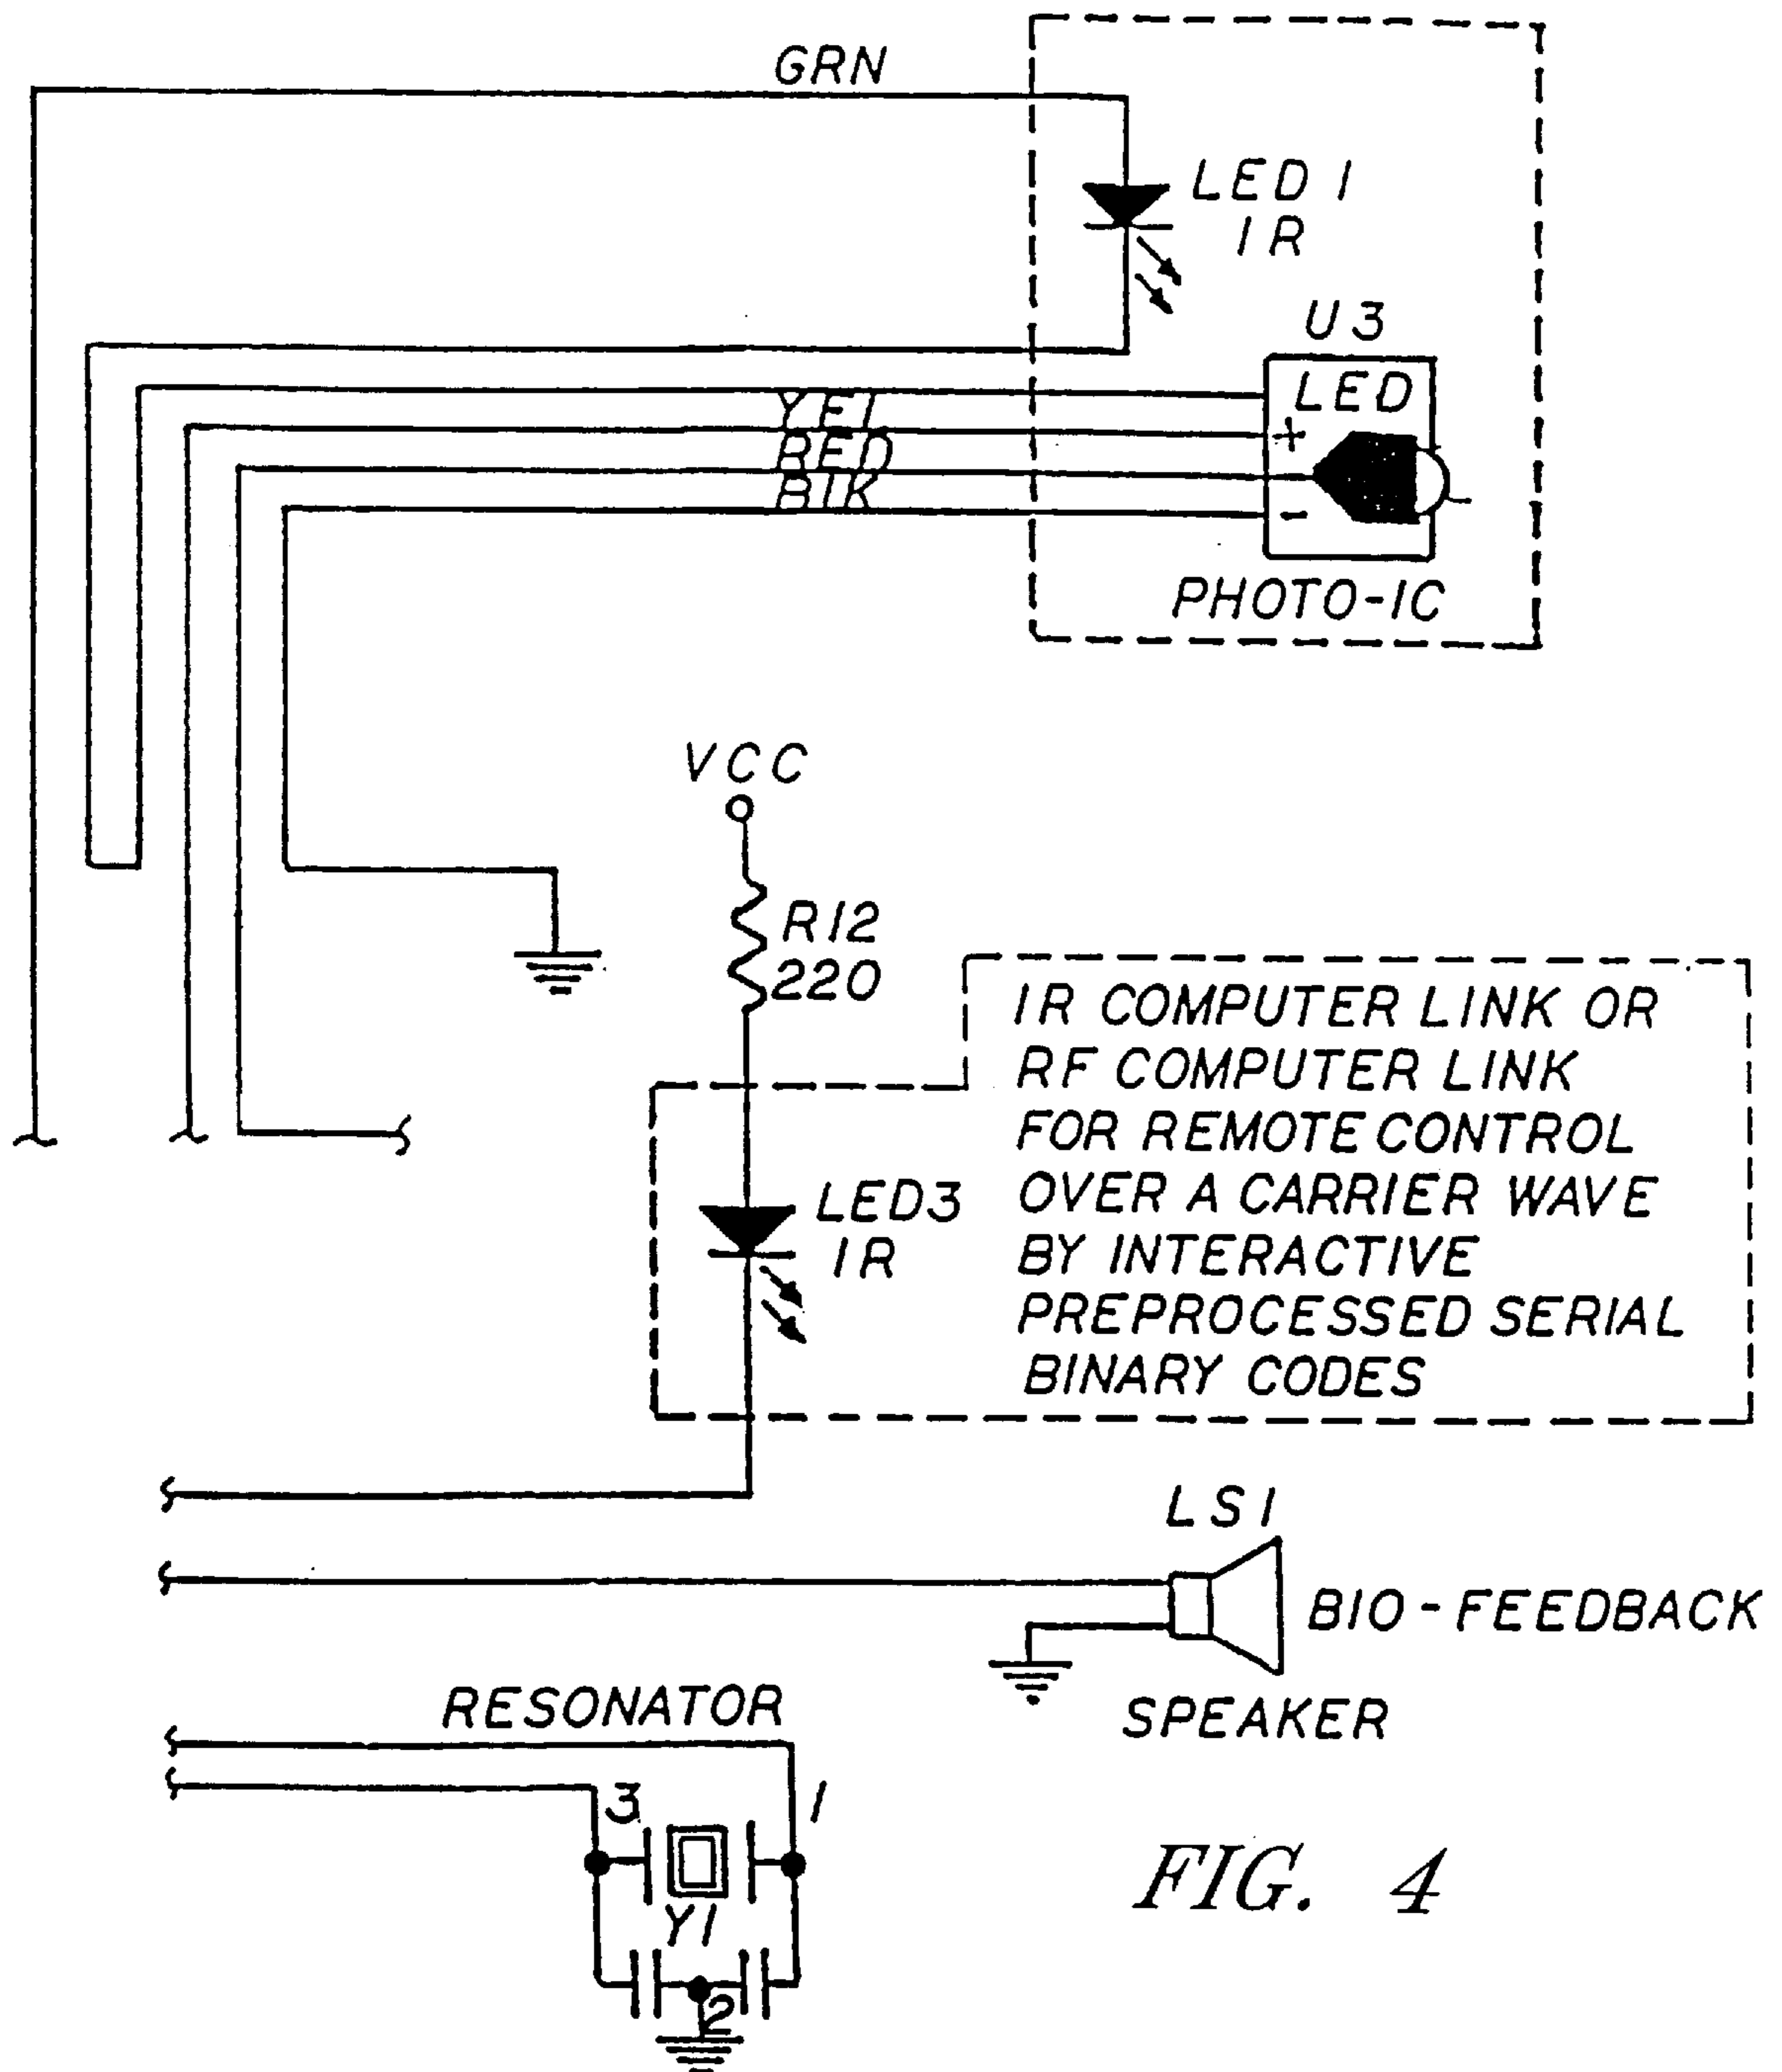 GRN
LED 1
IR
U3
LED
YEL
+
RED
BLK
-
PHOTO-IC
VCC
R12
220
IR COMPUTER LINK OR
RF COMPUTER LINK
FOR REMOTE CONTROL
OVER A CARRIER WAVE
BY INTERACTIVE
PREPROCESSED SERIAL
BINARY CODES
LED3
IR
LS1
BIO-FEEDBACK
SPEAKER
RESONATOR
3
1
Y1
2
FIG. 4